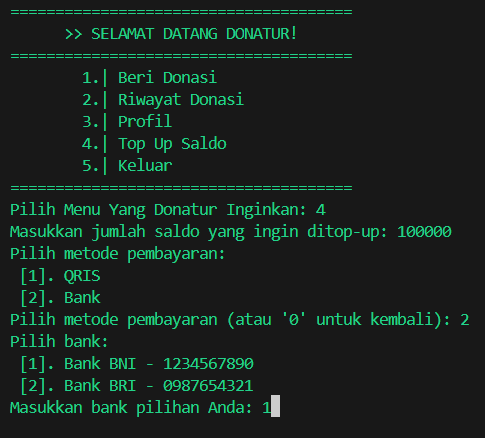 ======================================
>> SELAMAT DATANG DONATUR!
======================================
1.| Beri Donasi
2.| Riwayat Donasi
3.| Profil
4.| Top Up Saldo
5.| Keluar
======================================
Pilih Menu Yang Donatur Inginkan: 4
Masukkan jumlah saldo yang ingin ditop-up: 100000
Pilih metode pembayaran:
[1]. QRIS
[2]. Bank
Pilih metode pembayaran (atau '0' untuk kembali): 2
Pilih bank:
[1]. Bank BNI - 1234567890
[2]. Bank BRI - 0987654321
Masukkan bank pilihan Anda: 1